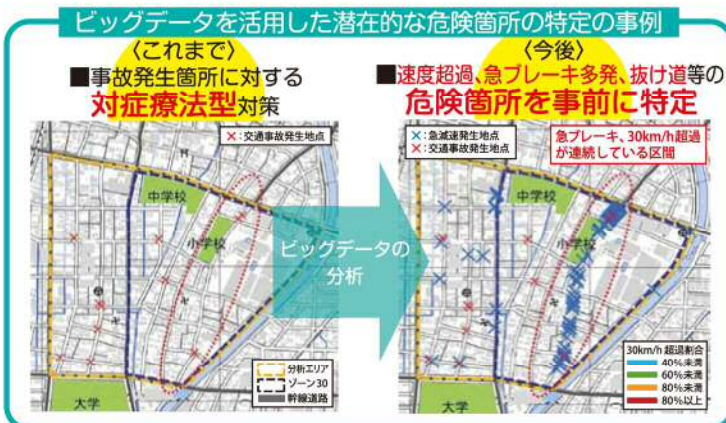 ビッグデータを活用した潜在的な危険箇所の特定の事例
〈これまで〉
■事故発生箇所に対する
対症療法型対策
×:交通事故発生地点
中学校
小学校
大学
分析エリア
ゾーン30
幹線道路
ビッグデータの
分析
〈今後〉
■速度超過、急ブレーキ多発、抜け道等の
危険箇所を事前に特定
×:急減速発生地点
×:交通事故発生地点
急ブレーキ、30km/h超過
が連続している区間
中学校
小学校
大学
30km/h 超過割合
40%未満
60%未満
80%未満
80%以上